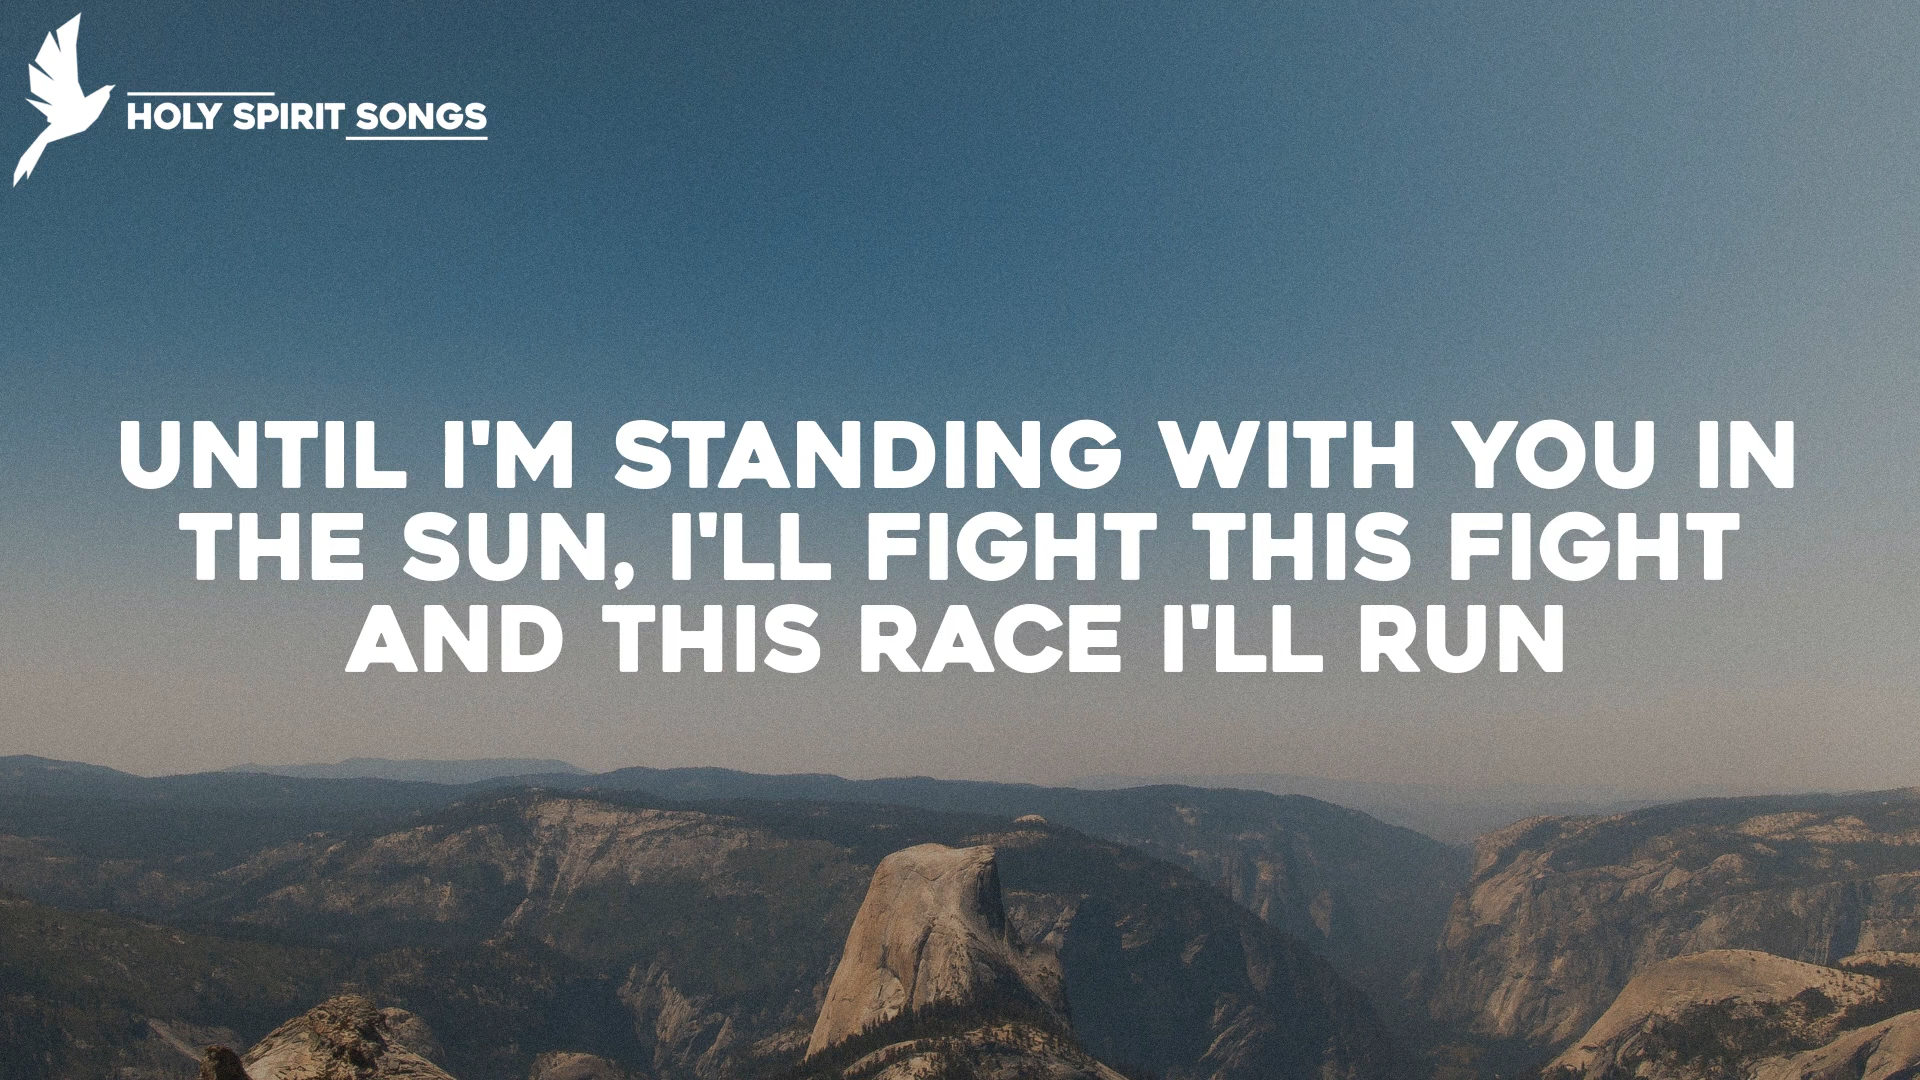 HOLY SPIRIT SONGS
UNTIL I'M STANDING WITH YOU IN
THE SUN, I'LL FIGHT THIS FIGHT
AND THIS RACE I'LL RUN